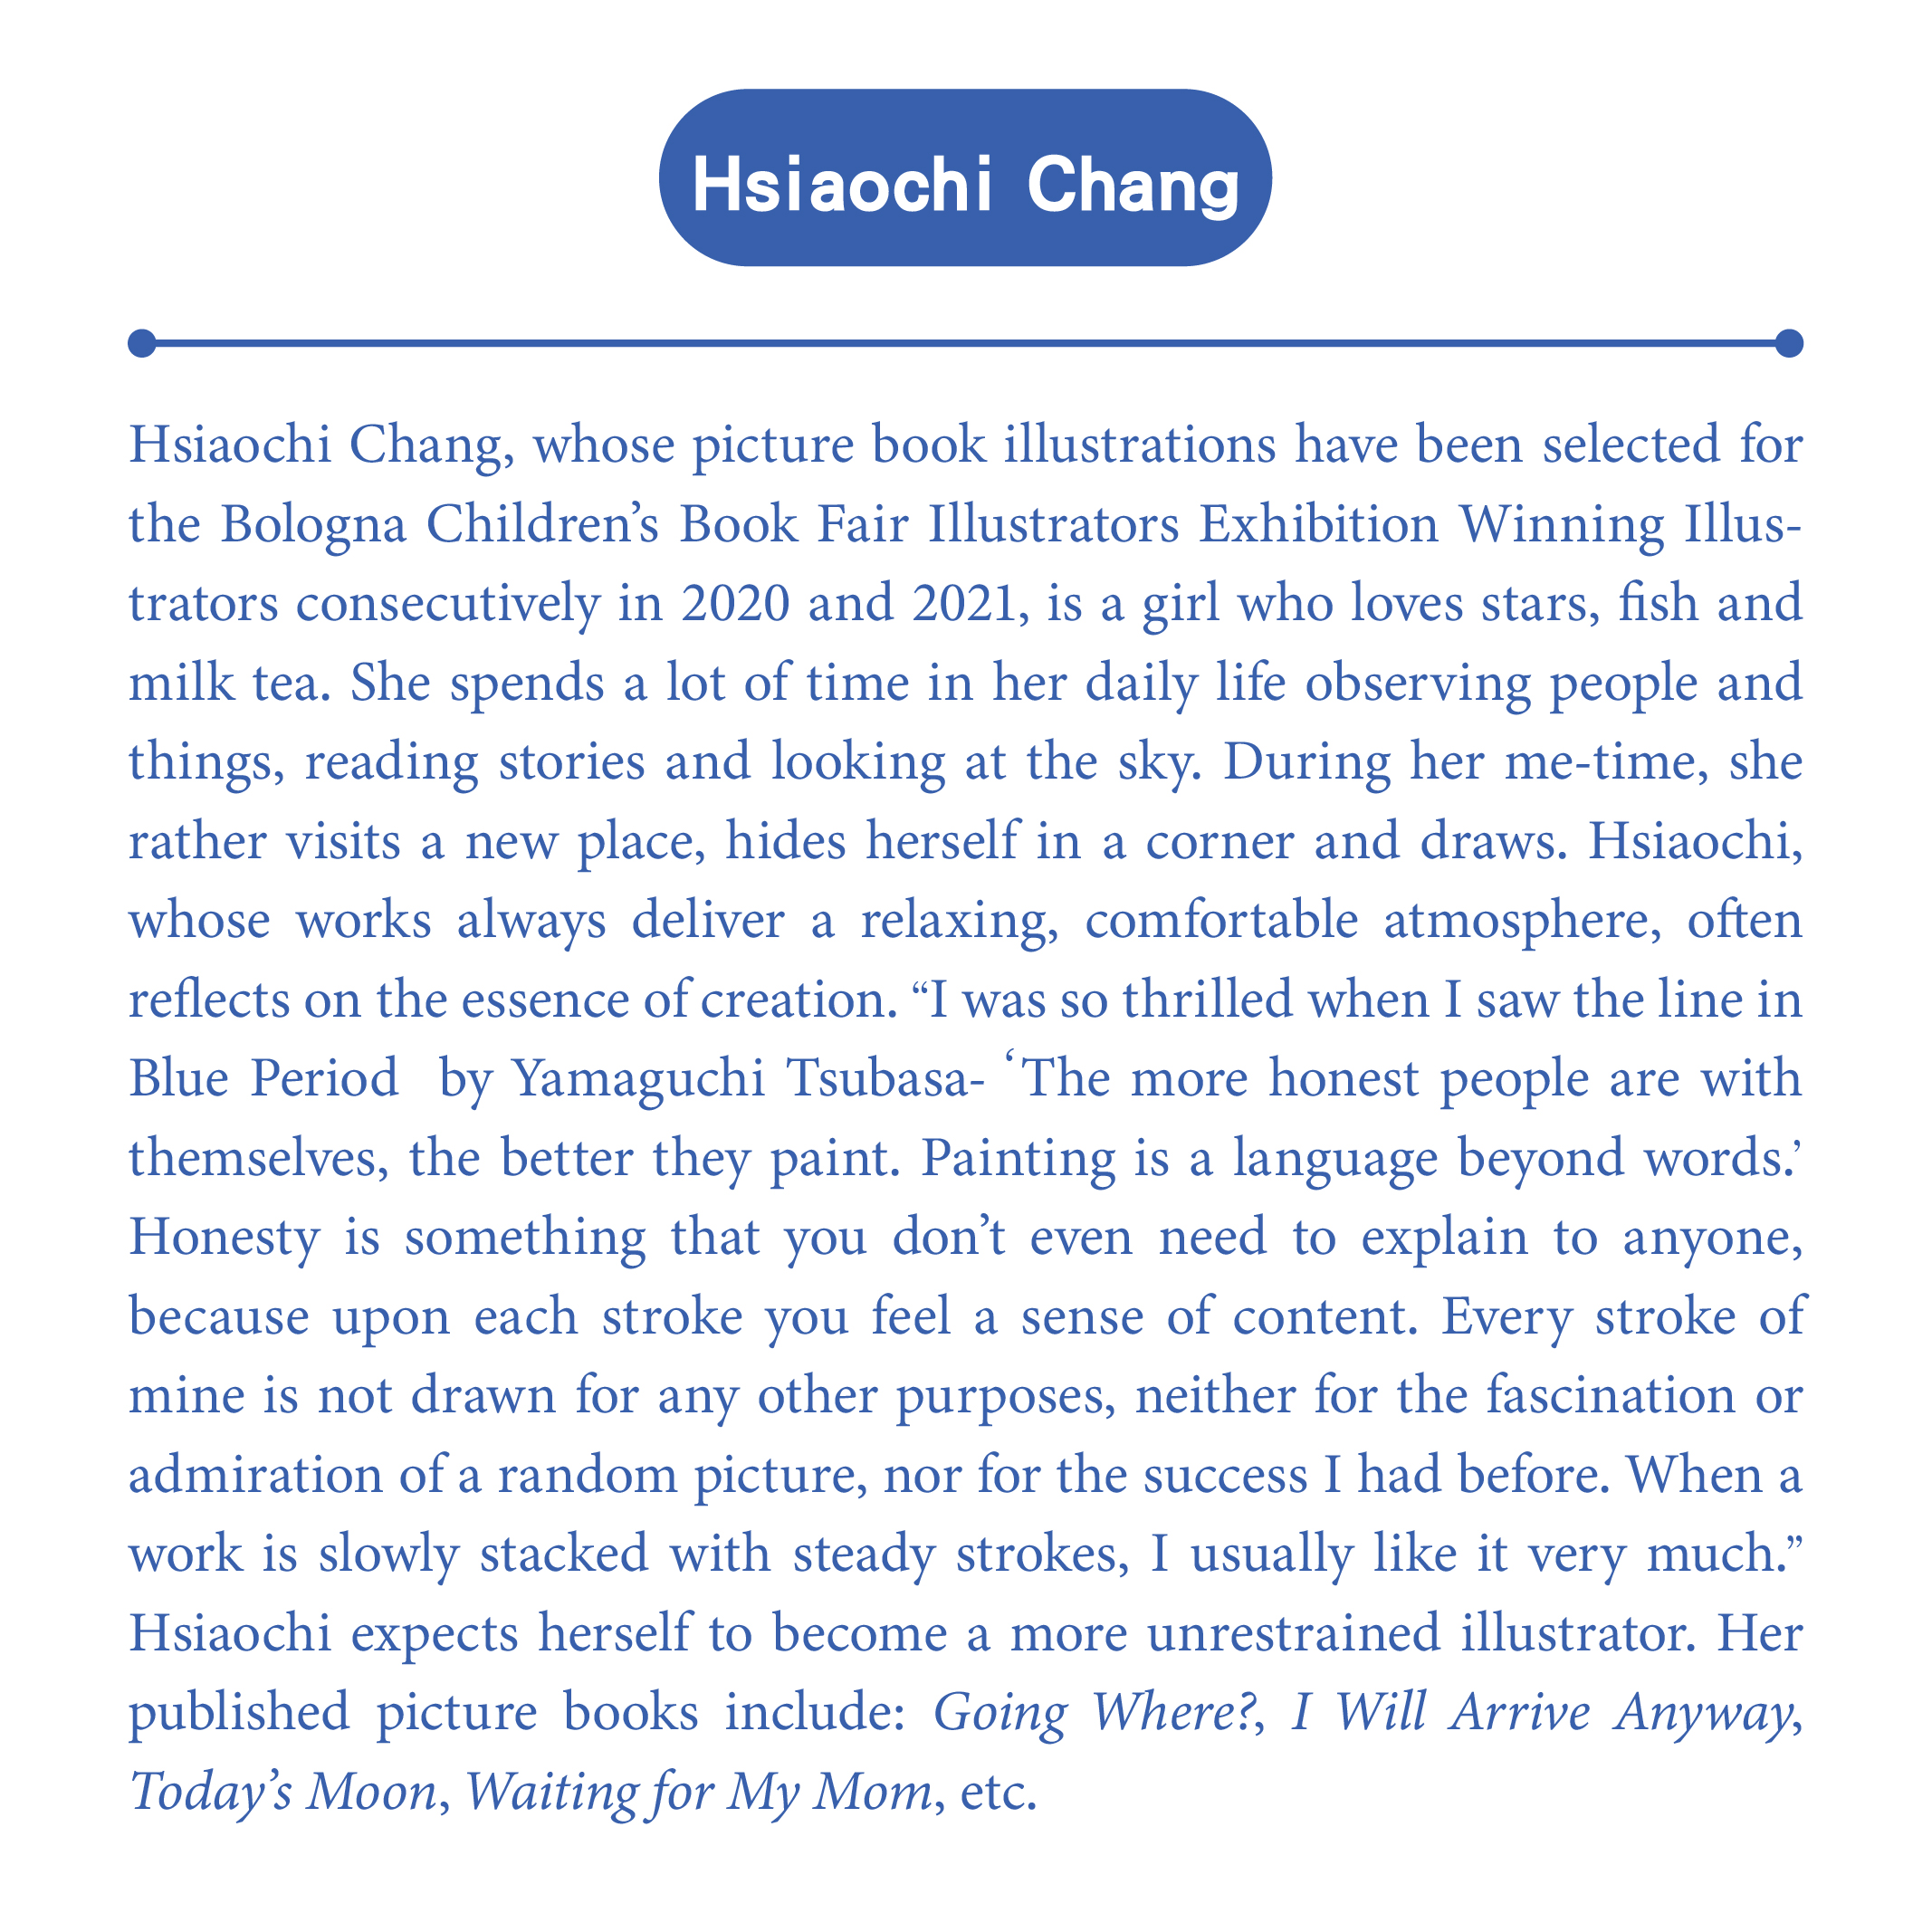 Hsiaochi Chang
Hsiaochi Chang, whose picture book illustrations have been selected for
the Bologna Children’s Book Fair Illustrators Exhibition Winning Illus-
trators consecutively in 2020 and 2021, is a girl who loves stars, fish and
milk tea. She spends a lot of time in her daily life observing people and
things, reading stories and looking at the sky. During her me-time, she
rather visits a new place, hides herself in a corner and draws. Hsiaochi,
whose works always deliver a relaxing, comfortable atmosphere, often
reflects on the essence of creation. “I was so thrilled when I saw the line in
Blue Period  by Yamaguchi Tsubasa- ‘The more honest people are with
themselves, the better they paint. Painting is a language beyond words.’
Honesty is something that you don’t even need to explain to anyone,
because upon each stroke you feel a sense of content. Every stroke of
mine is not drawn for any other purposes, neither for the fascination or
admiration of a random picture, nor for the success I had before. When a
work is slowly stacked with steady strokes, I usually like it very much.”
Hsiaochi expects herself to become a more unrestrained illustrator. Her
published picture books include: Going Where?, I Will Arrive Anyway,
Today’s Moon, Waiting for My Mom, etc.